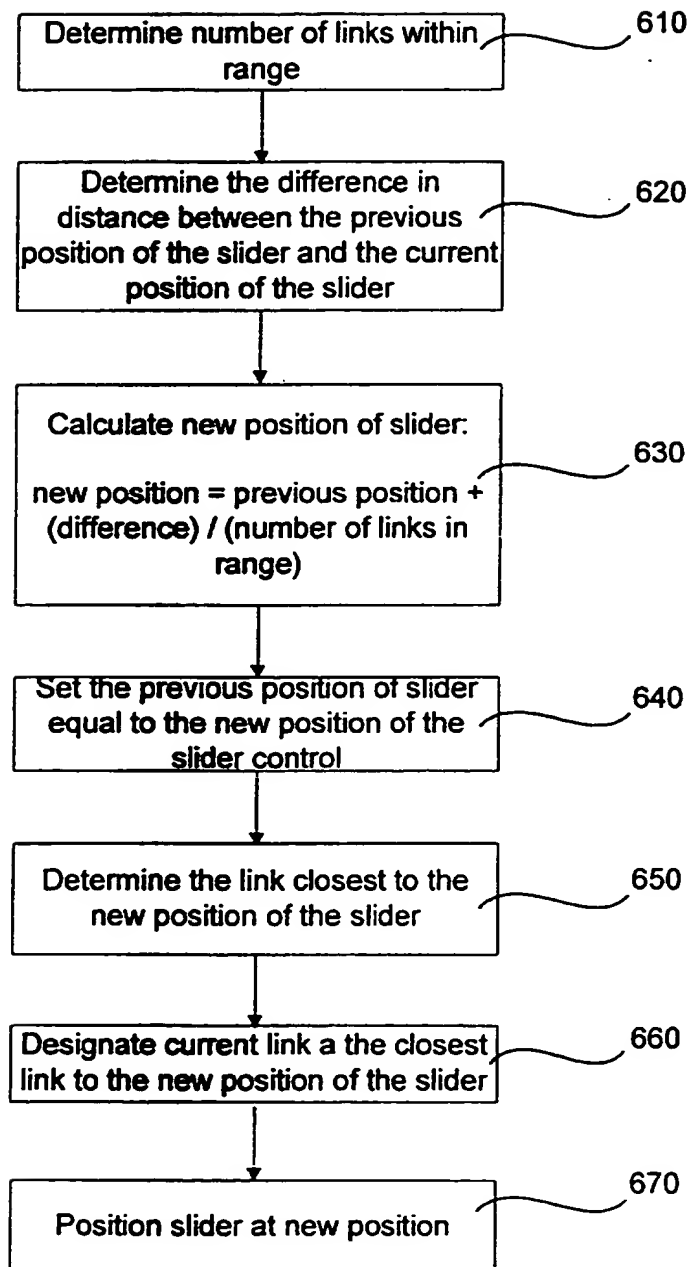 Determine number of links within
range
610
Determine the difference in
distance between the previous
position of the slider and the current
position of the slider
620
Calculate new position of slider:
new position = previous position +
(difference) / (number of links in
range)
630
Set the previous position of slider
equal to the new position of the
slider control
640
Determine the link closest to the
new position of the slider
650
Designate current link a the closest
link to the new position of the slider
660
Position slider at new position
670